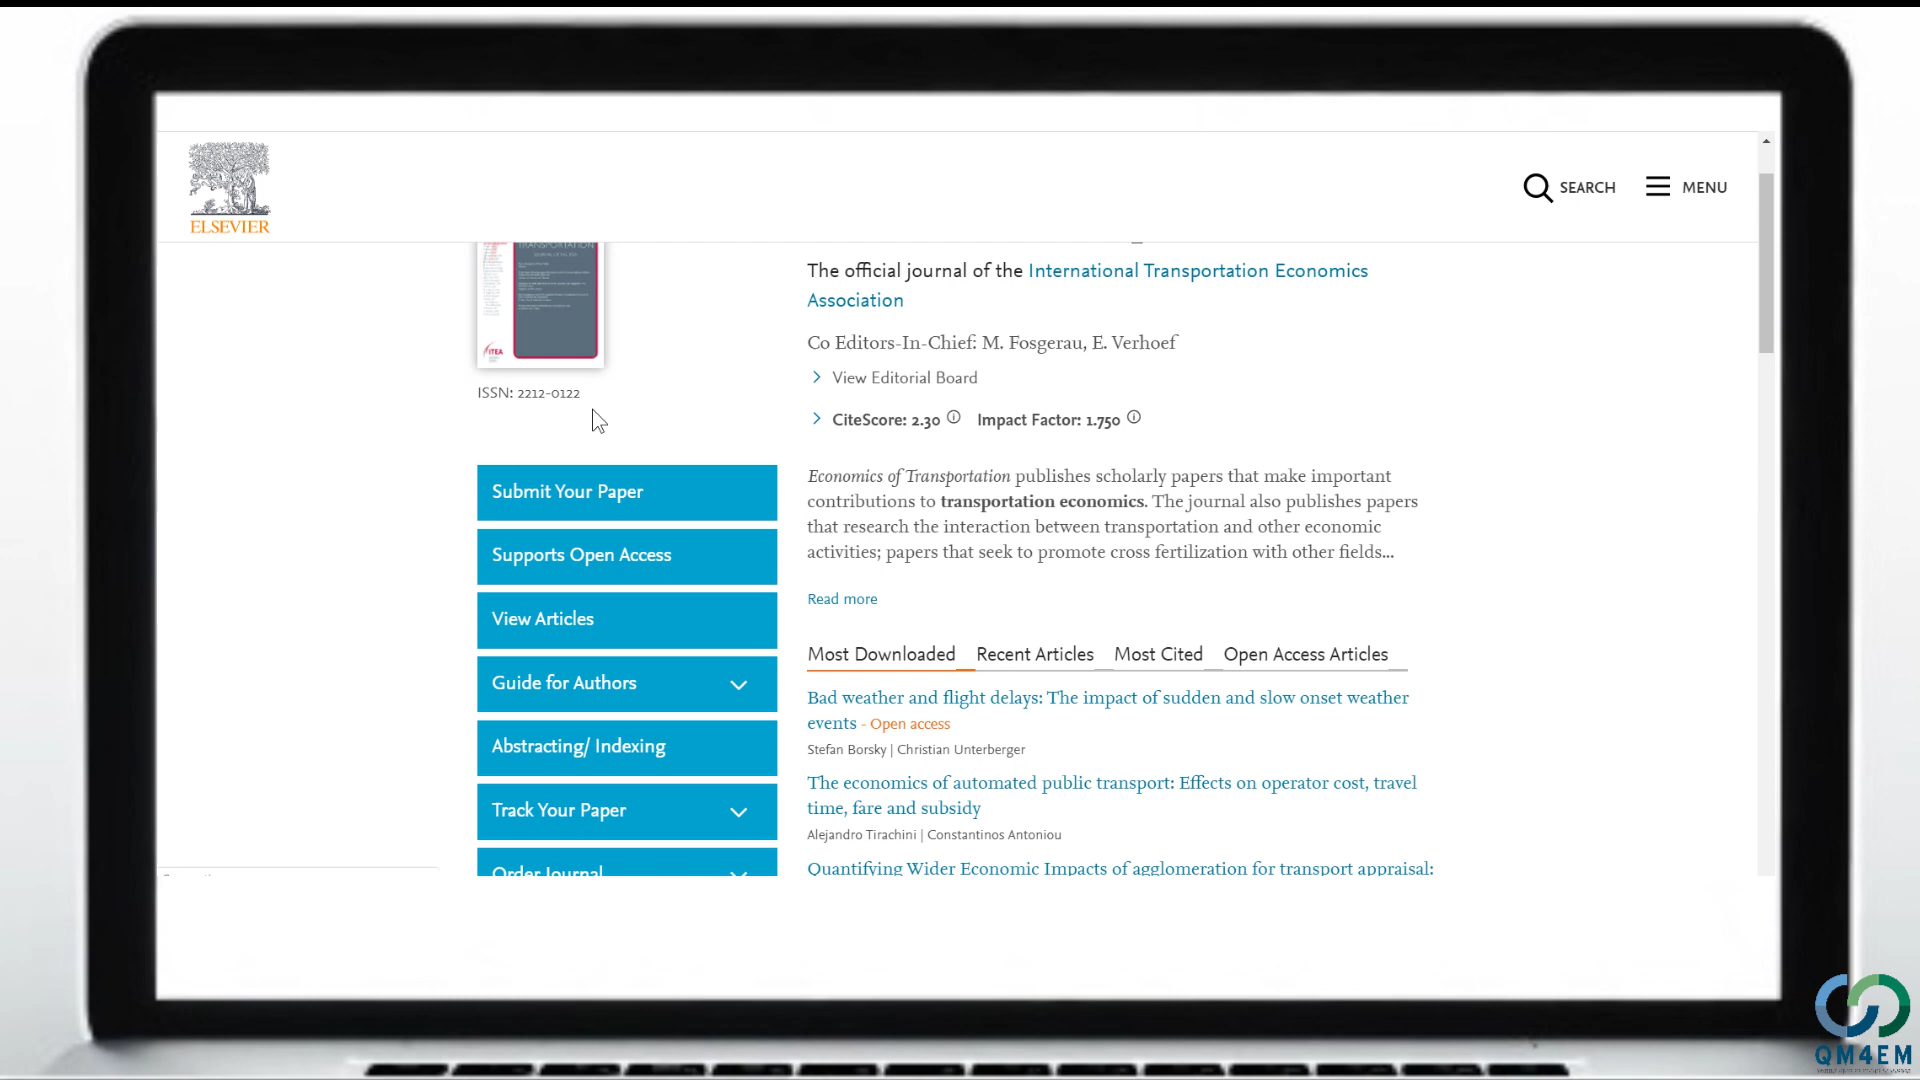 ELSEVIER
SEARCH
MENU
TRANSPORTATION
ITEA
ISSN: 2212-0122
The official journal of the International Transportation Economics
Association
Co Editors-In-Chief: M. Fosgerau, E. Verhoef
View Editorial Board
CiteScore: 2.30 Impact Factor: 1.750
Economics of Transportation publishes scholarly papers that make important
contributions to transportation economics. The journal also publishes papers
that research the interaction between transportation and other economic
activities; papers that seek to promote cross fertilization with other fields...
Read more
Submit Your Paper
Supports Open Access
View Articles
Guide for Authors
Abstracting/ Indexing
Track Your Paper
Order Journal
Most Downloaded Recent Articles Most Cited Open Access Articles
Bad weather and flight delays: The impact of sudden and slow onset weather
events - Open access
Stefan Borsky | Christian Unterberger
The economics of automated public transport: Effects on operator cost, travel
time, fare and subsidy
Alejandro Tirachini | Constantinos Antoniou
Quantifying Wider Economic Impacts of agglomeration for transport appraisal:
QM4EM